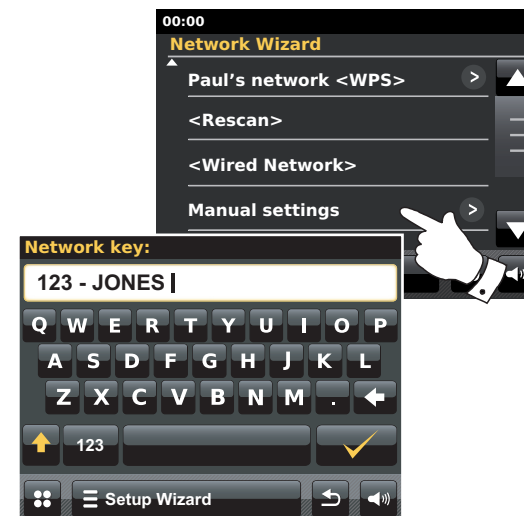 00:00
Network Wizard
Paul's network <WPS>
<Rescan>
<Wired Network>
Manual settings
Network key:
123 - JONES
Q W E R T Y U I O P
A S D F G H J K L
Z X C V B N M .
123
Setup Wizard